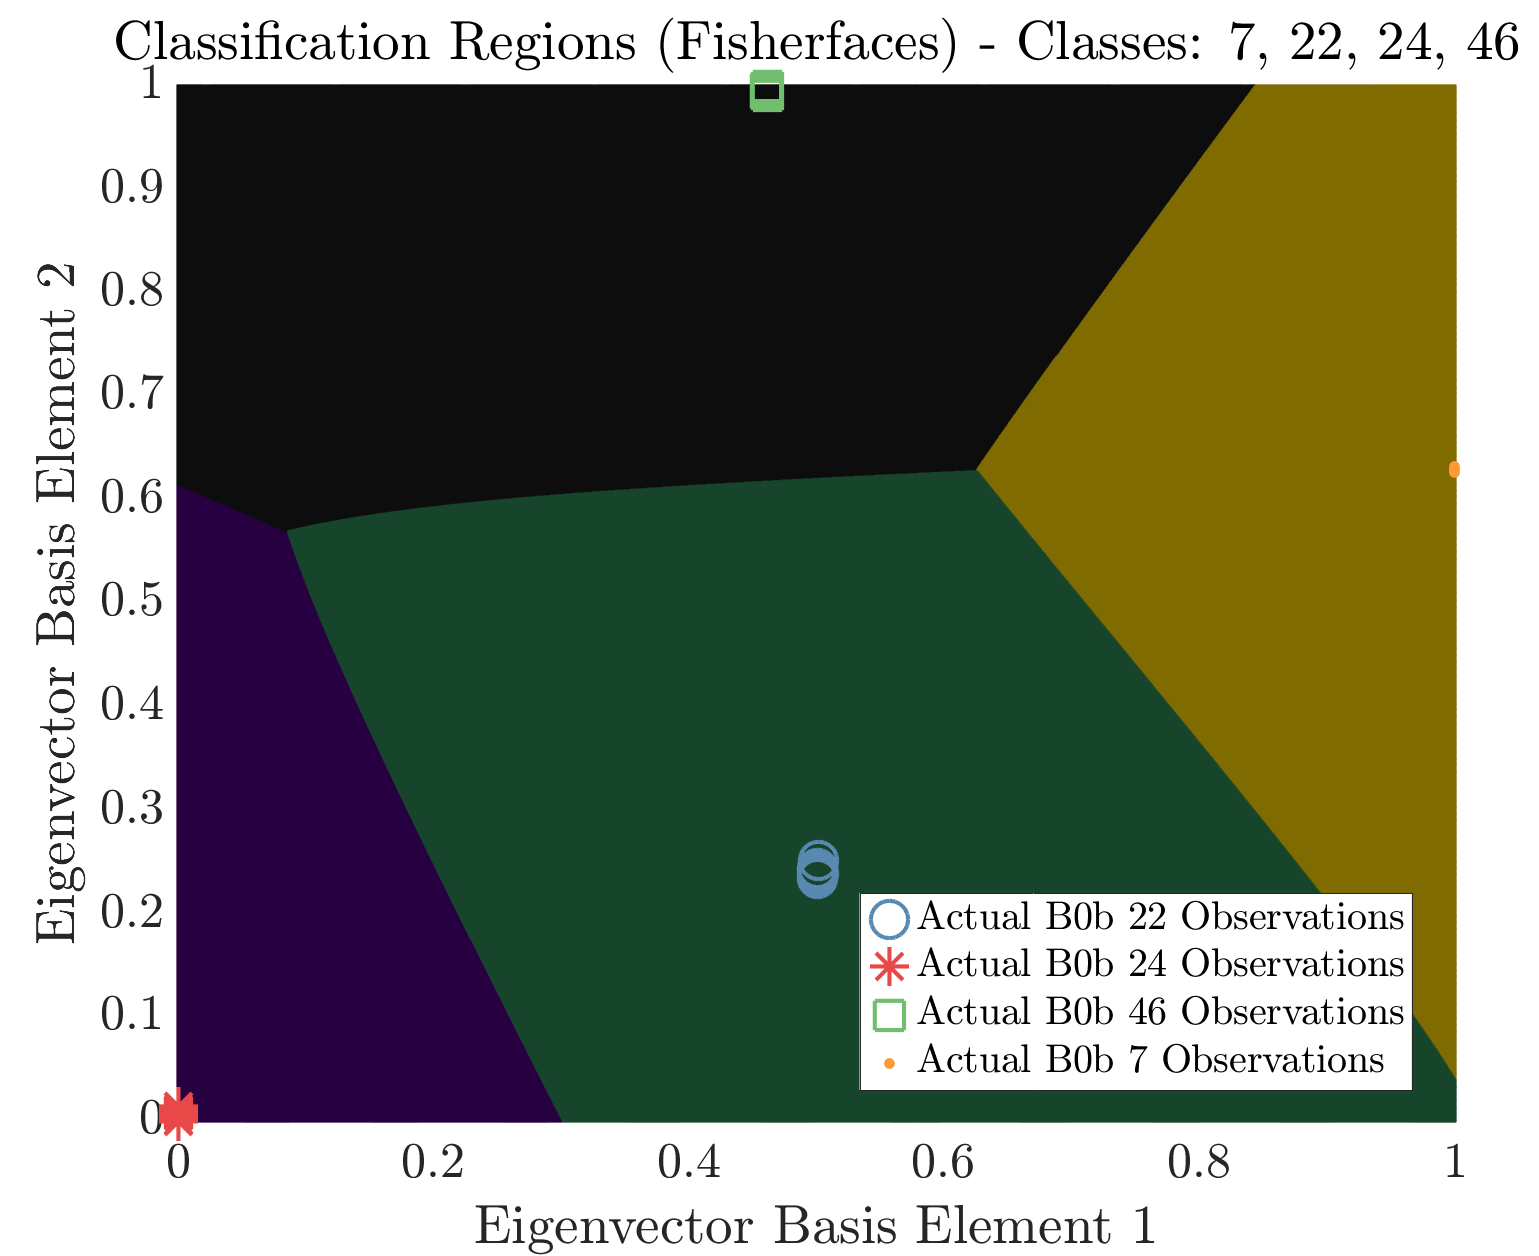 Classification Regions (Fisherfaces) - Classes: 7, 22, 24, 46
1
0.9
0.8
0.7
0.6
0.5
0.4
0.3
0.2
0.1
0
Eigenvector Basis Element 2
Actual B0b 22 Observations
Actual B0b 24 Observations
Actual B0b 46 Observations
Actual B0b 7 Observations
0 0.2 0.4 0.6 0.8 1
Eigenvector Basis Element 1